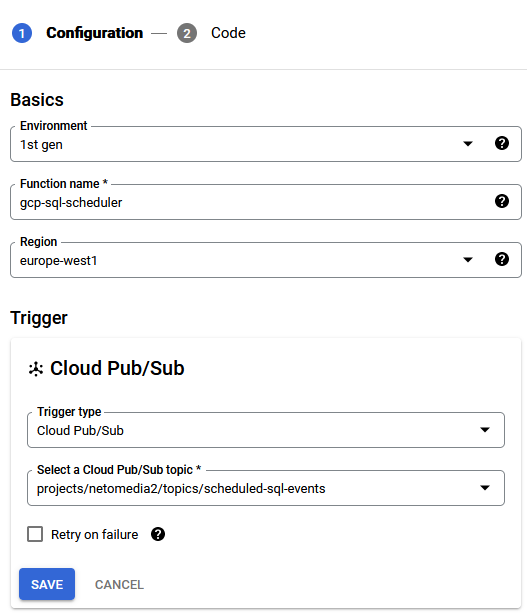 1 Configuration — 2 Code
Basics
Environment
1st gen
Function name *
gcp-sql-scheduler
Region
europe-west1
Trigger
Cloud Pub/Sub
Trigger type
Cloud Pub/Sub
Select a Cloud Pub/Sub topic *
projects/netomedia2/topics/scheduled-sql-events
Retry on failure
SAVE CANCEL